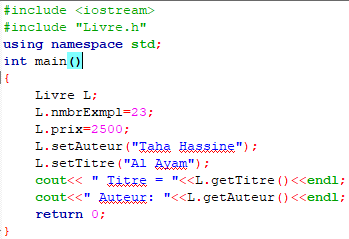 #include <iostream>
#include "Livre.h"
using namespace std;
int main()
{
Livre L;
L.nmbrExmpl=23;
L.prix=2500;
L.setAuteur("Taha Hassine");
L.setTitre("Al Ayam");
cout<< " Titre = "<<L.getTitre()<<endl;
cout<<" Auteur: "<<L.getAuteur()<<endl;
return 0;
}